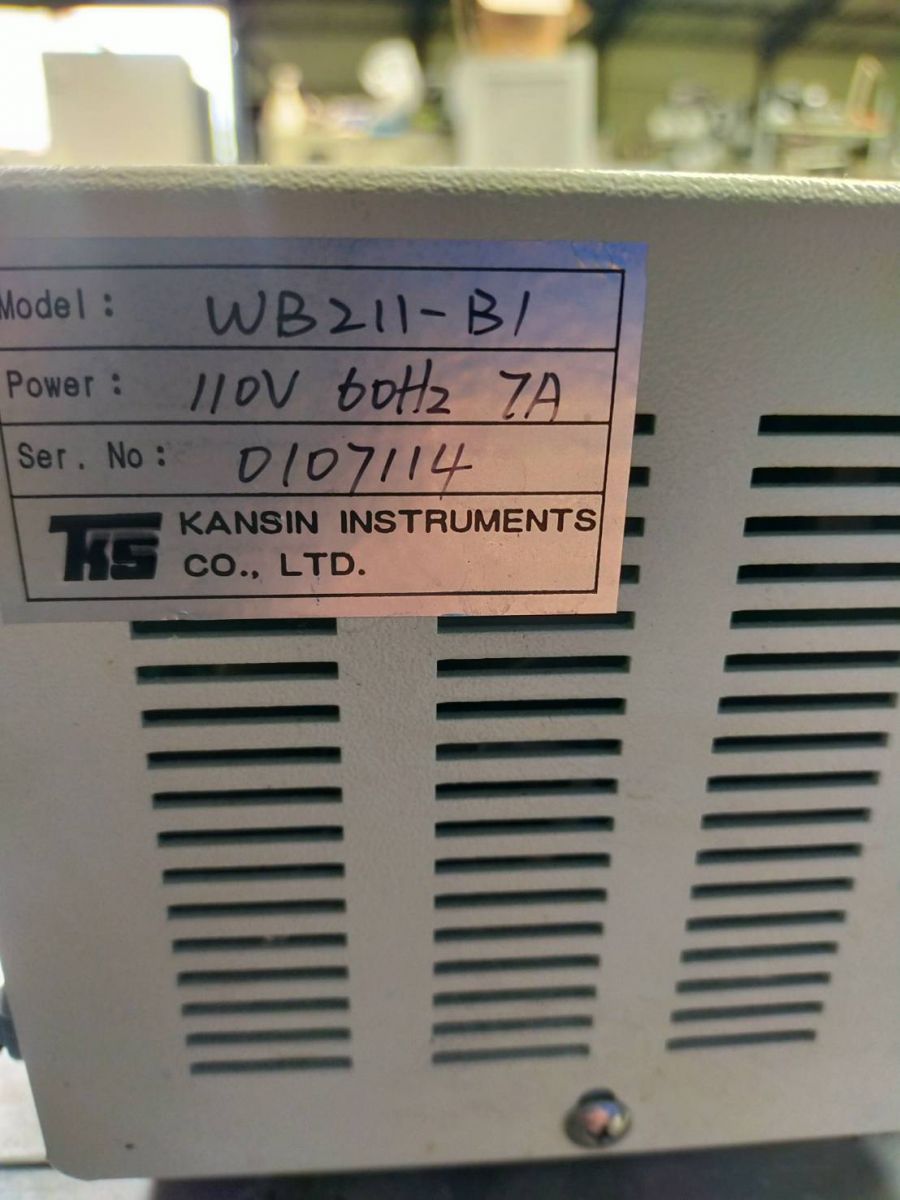 Model: WB211-B1
Power: 110V 60Hz 7A
Ser. No: 0107114
TKS KANSIN INSTRUMENTS
CO., LTD.